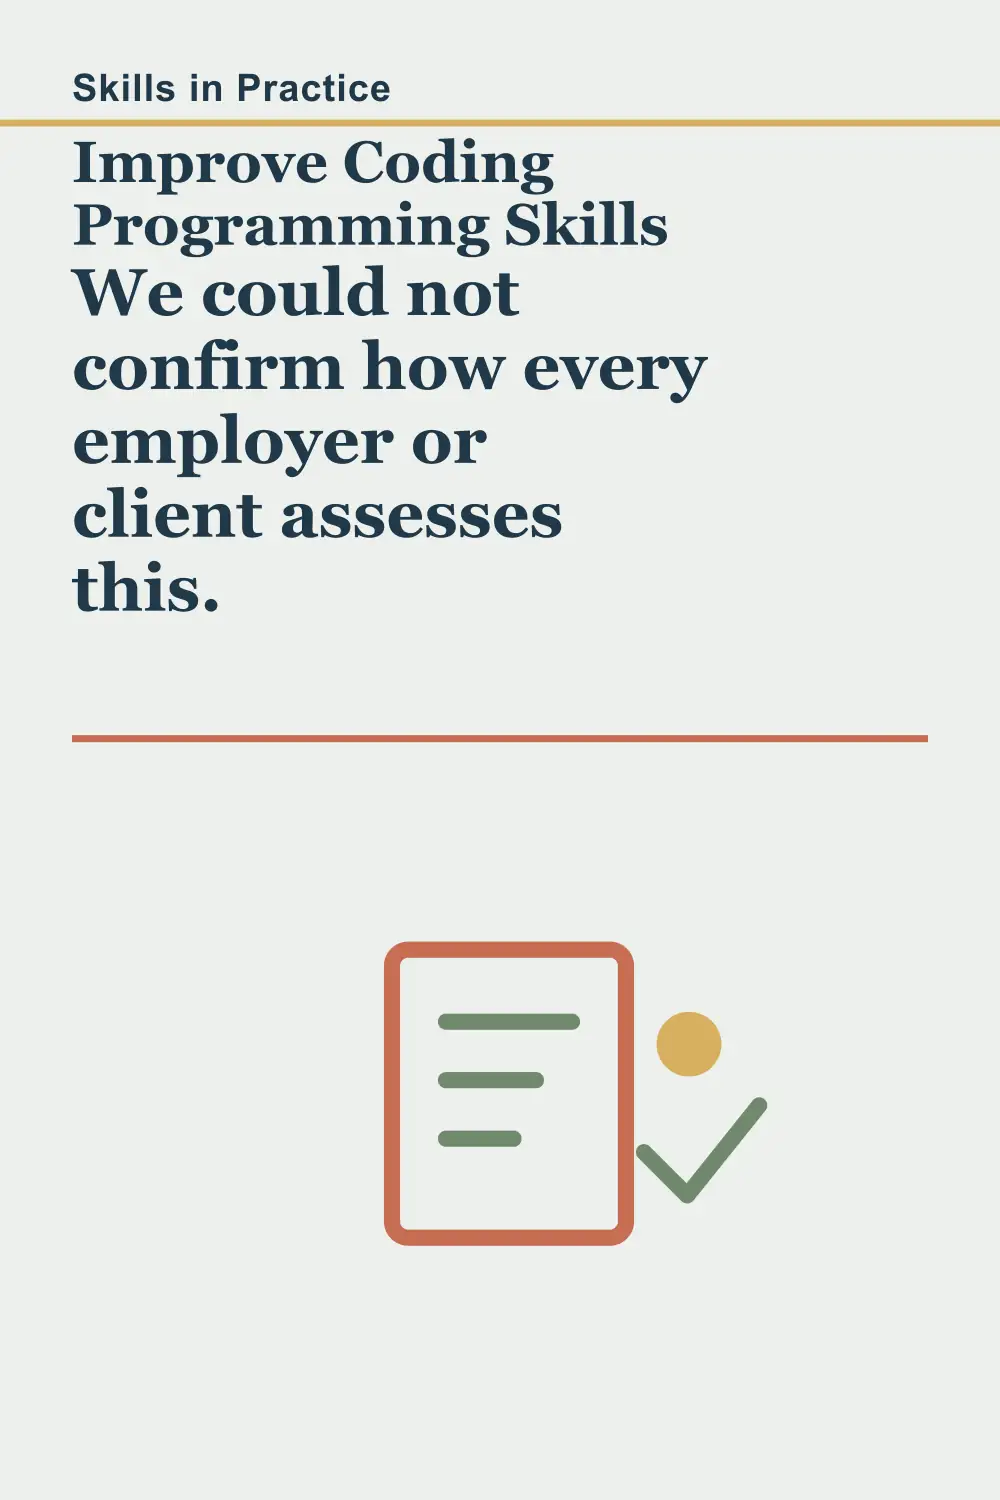 Skills in Practice
Improve Coding
Programming Skills
We could not
confirm how every
employer or
client assesses
this.